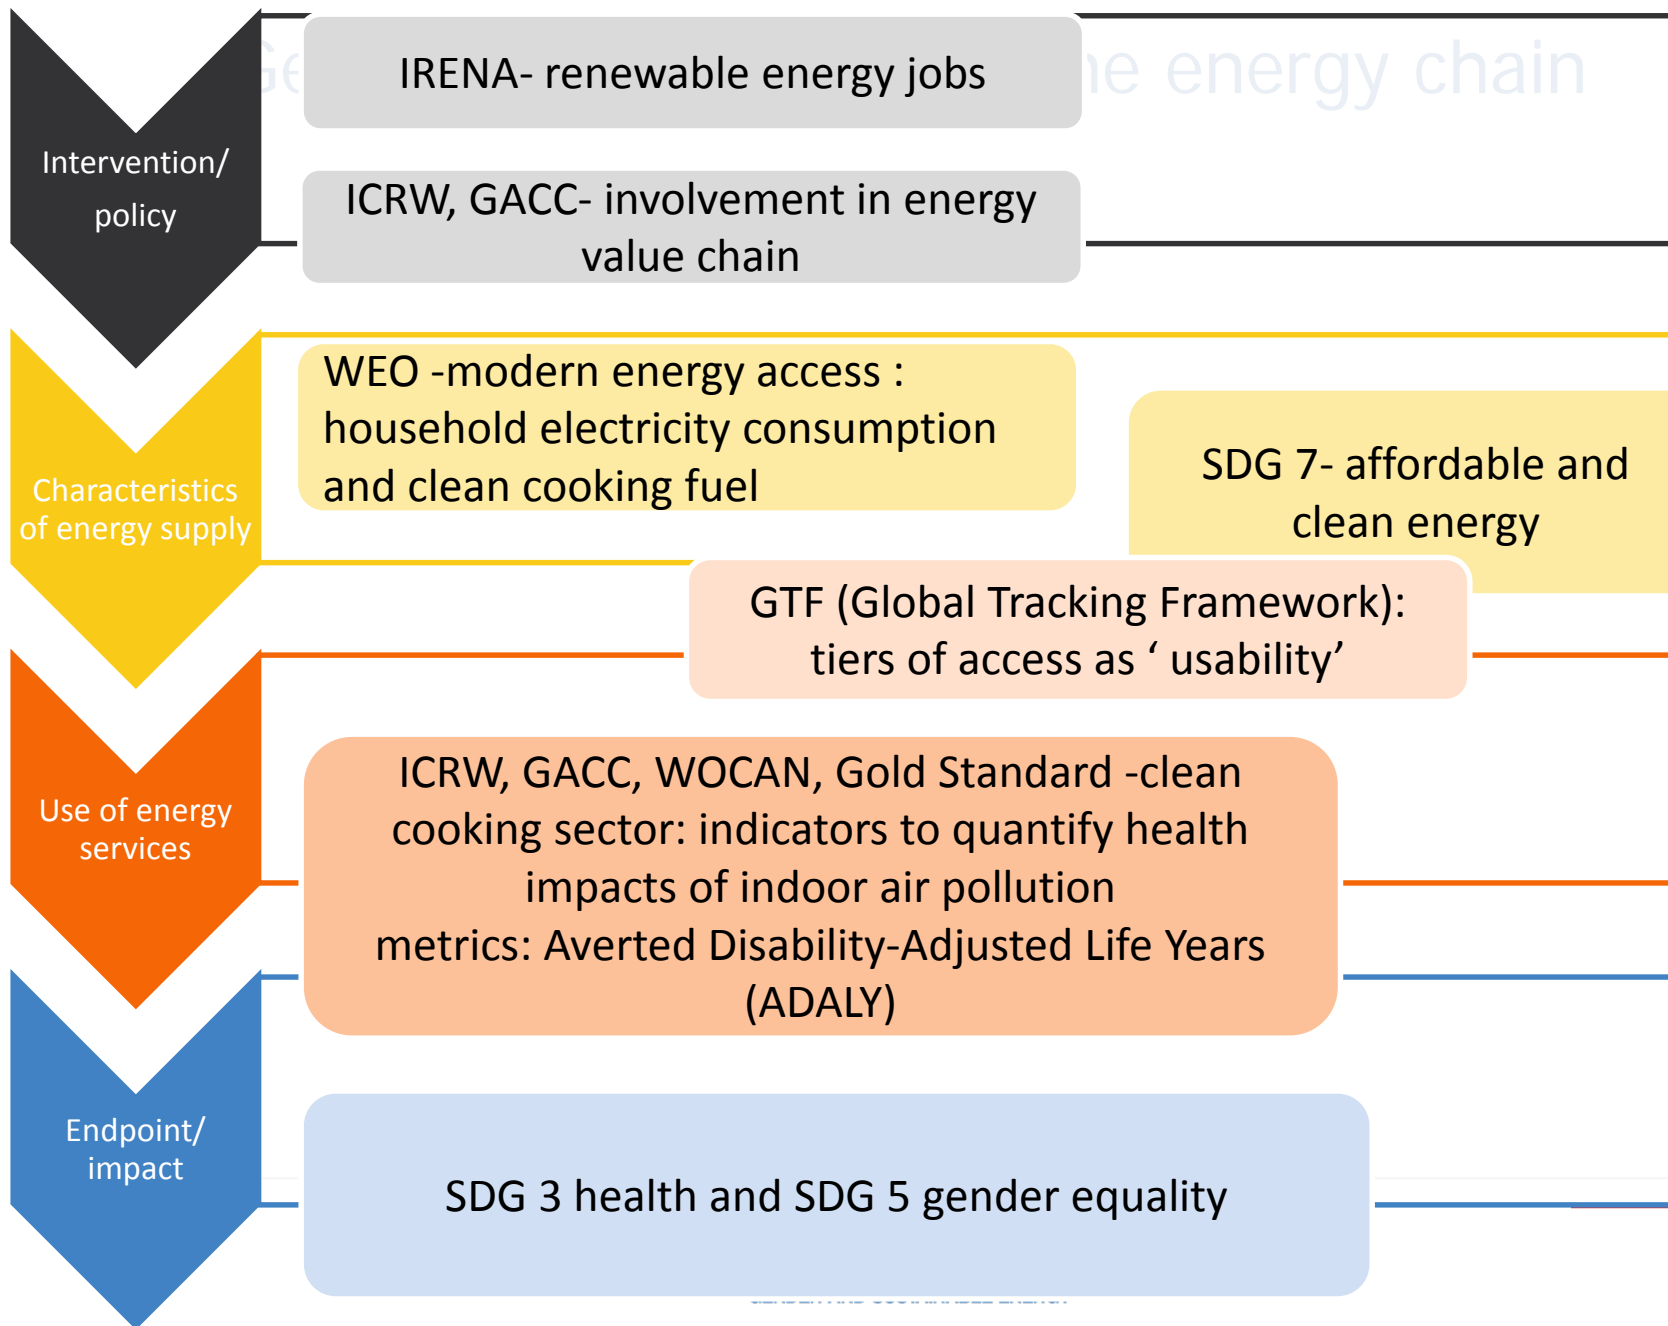 he energy chain
IRENA- renewable energy jobs
Intervention/
policy
ICRW, GACC- involvement in energy
value chain
WEO -modern energy access :
household electricity consumption
and clean cooking fuel
Characteristics
of energy supply
SDG 7- affordable and
clean energy
GTF (Global Tracking Framework):
tiers of access as ‘ usability’
Use of energy
services
ICRW, GACC, WOCAN, Gold Standard -clean
cooking sector: indicators to quantify health
impacts of indoor air pollution
metrics: Averted Disability-Adjusted Life Years
(ADALY)
Endpoint/
impact
SDG 3 health and SDG 5 gender equality